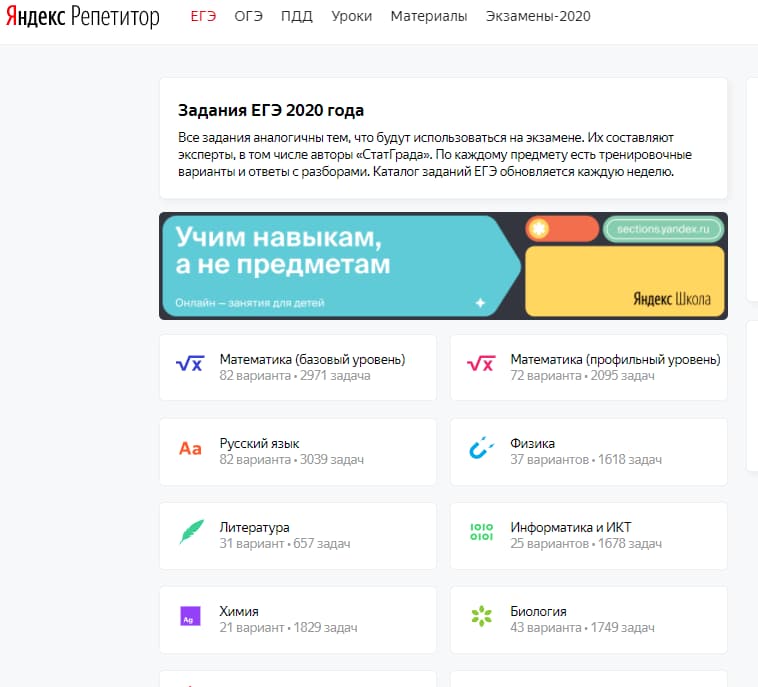 Яндекс Репетитор ЕГЭ ОГЭ ПДД Уроки Материалы Экзамены-2020
Задания ЕГЭ 2020 года
Все задания аналогичны тем, что будут использоваться на экзамене. Их составляют
эксперты, в том числе авторы «СтатГрада». По каждому предмету есть тренировочные
варианты и ответы с разборами. Каталог заданий ЕГЭ обновляется каждую неделю.
Учим навыкам,
а не предметам
Онлайн – занятия для детей
sections.yandex.ru
Яндекс Школа
√x Математика (базовый уровень)
82 варианта • 2971 задача
√x Математика (профильный уровень)
72 варианта • 2095 задач
Аа Русский язык
82 варианта • 3039 задач
Физика
37 вариантов • 1618 задач
Литература
31 вариант • 657 задач
1010
0101
Информатика и ИКТ
25 вариантов • 1678 задач
Ag
Химия
21 вариант • 1829 задач
Биология
43 варианта • 1749 задач